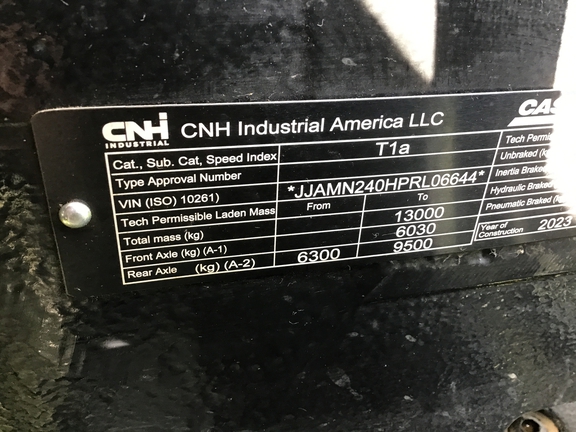 CNH INDUSTRIAL CNH Industrial America LLC CAS
Cat., Sub. Cat, Speed Index T1a
Type Approval Number
VIN (ISO) 10261) *JJAMN240HPRL06644*
Tech Permissible Laden Mass From To
Total mass (kg) 13000
Front Axle (kg) (A-1) 6030
Rear Axle (kg) (A-2) 6300 9500
Tech Permis
Unbraked (k
Inertia Braked
Hydraulic Braked
Pneumatic Braked (k
Year of Construction 2023